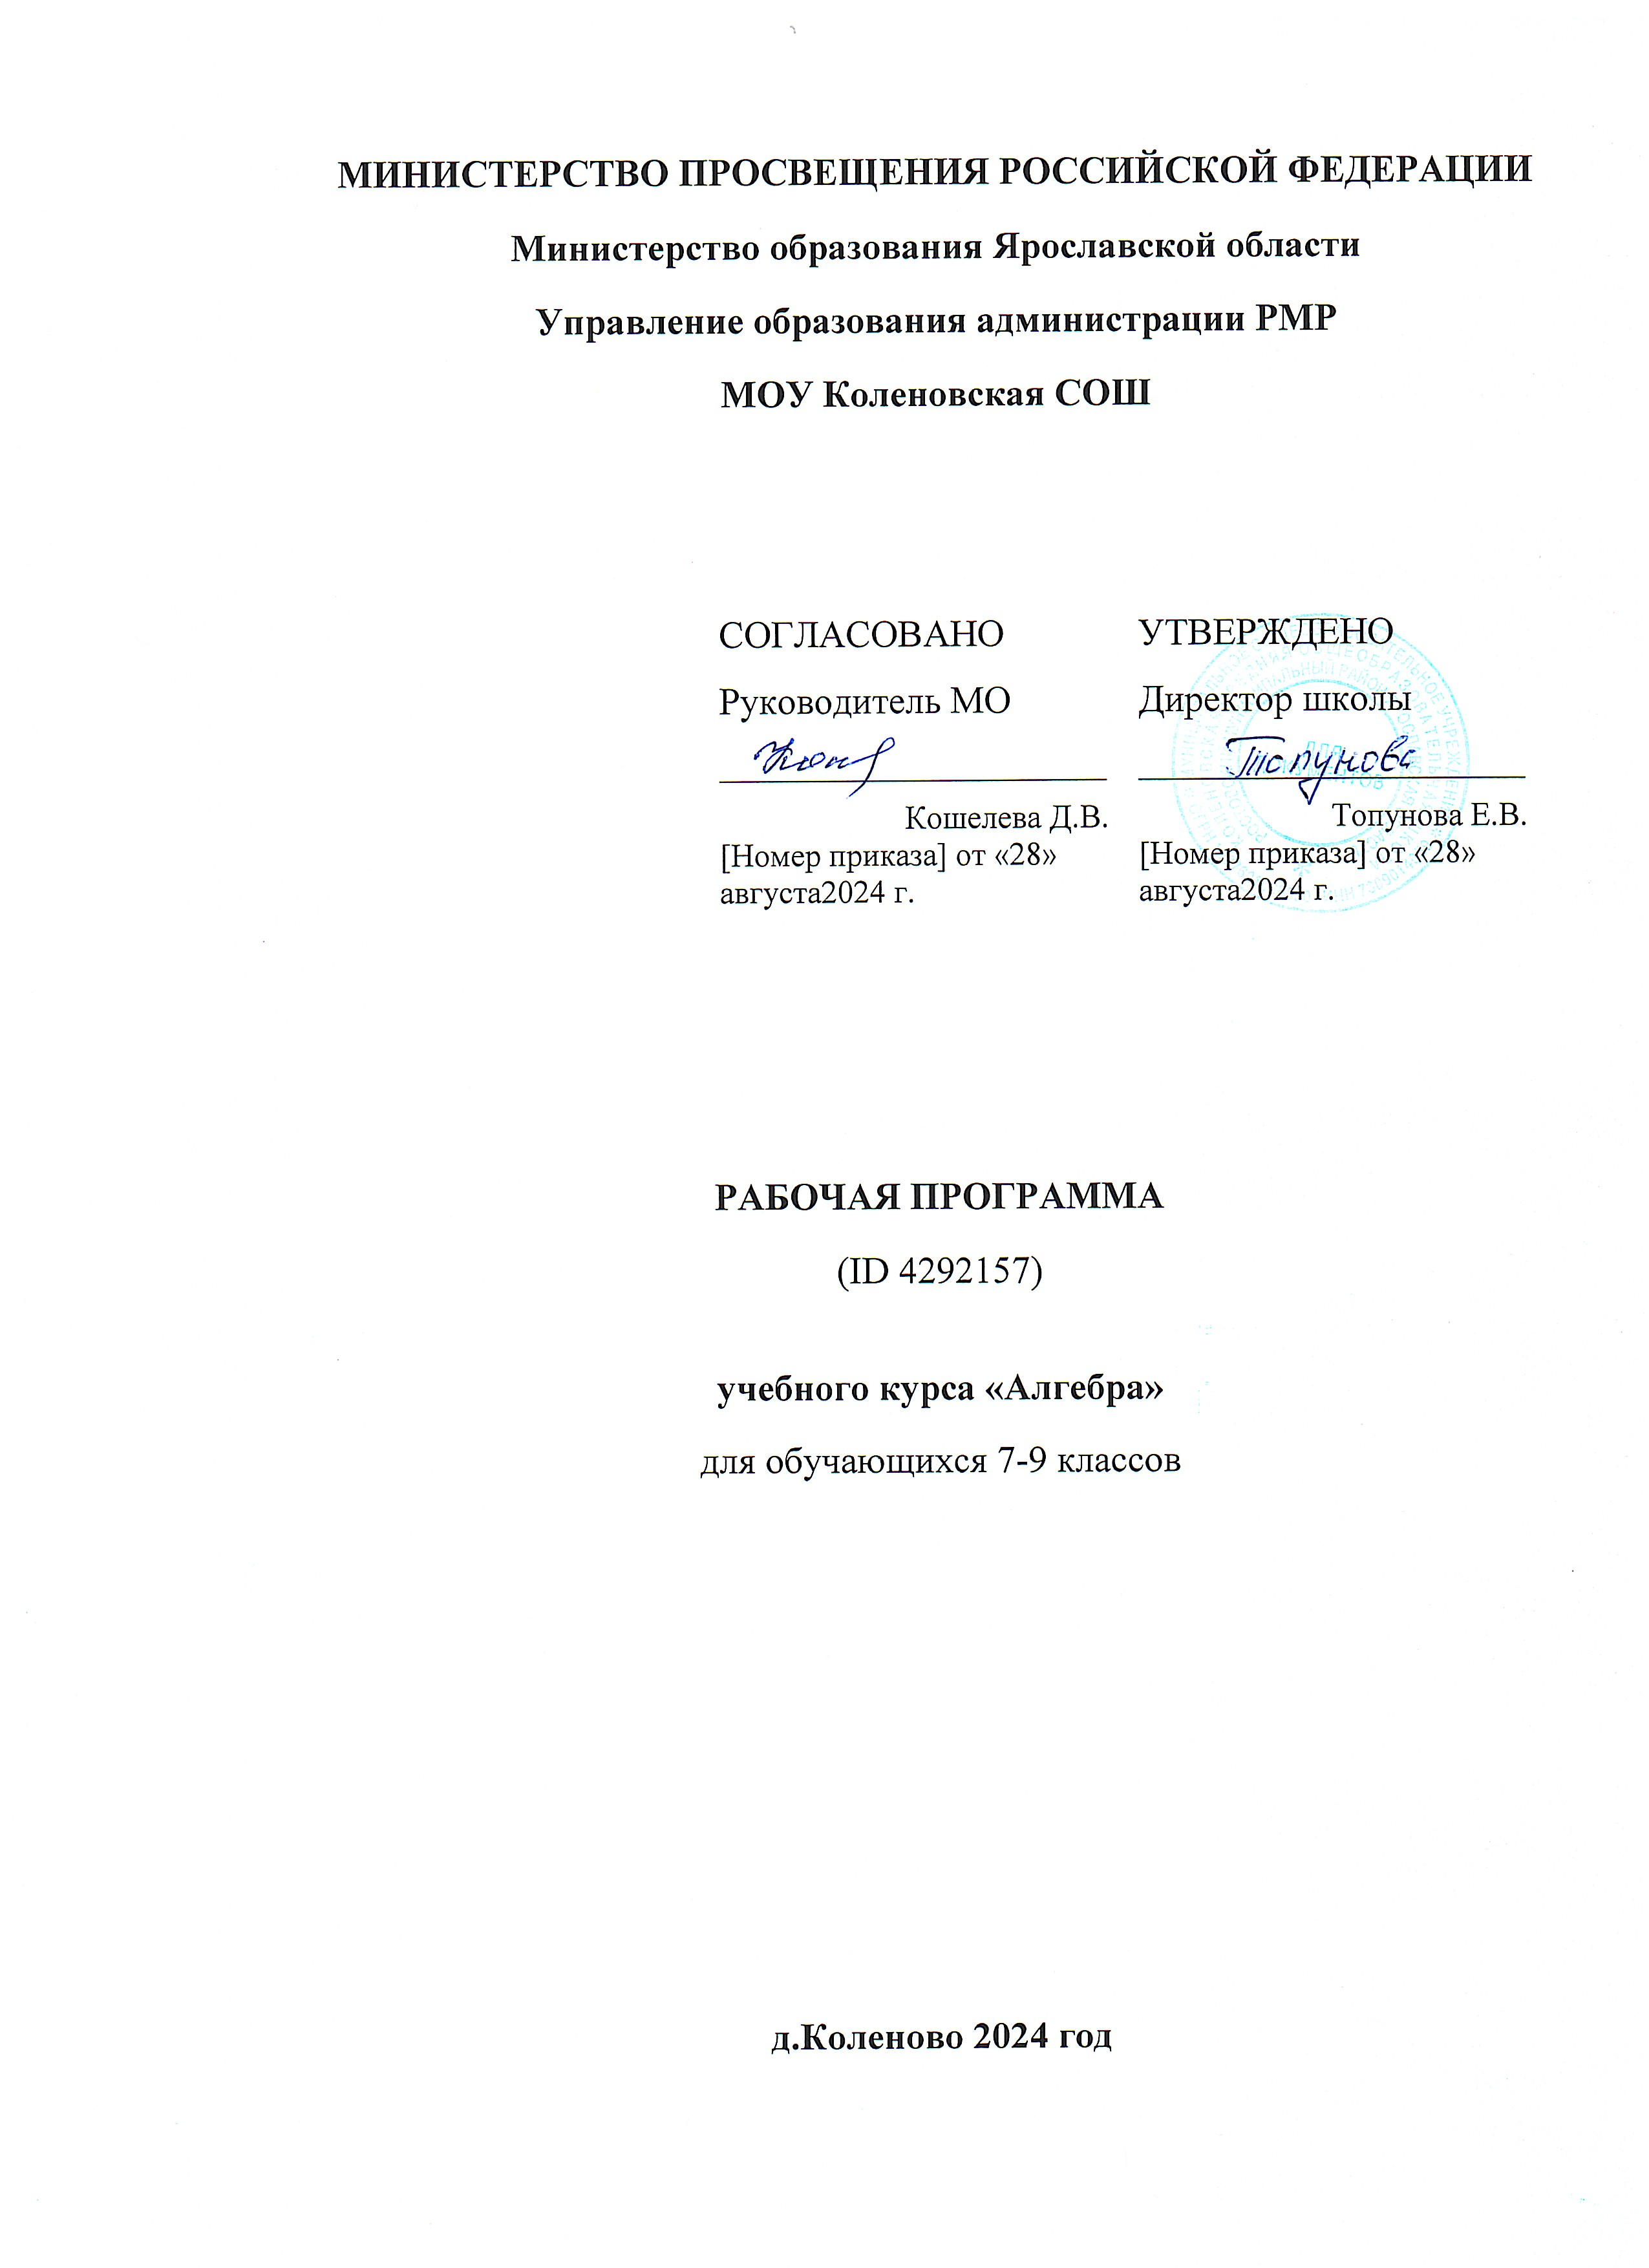 МИНИСТЕРСТВО ПРОСВЕЩЕНИЯ РОССИЙСКОЙ ФЕДЕРАЦИИ
Министерство образования Ярославской области
Управление образования администрации РМР
МОУ Коленовская СОШ
СОГЛАСОВАНО
Руководитель МО
Кошелева Д.В.
[Номер приказа] от «28»
августа2024 г.
УТВЕРЖДЕНО
Директор школы
Топунова
Топунова Е.В.
[Номер приказа] от «28»
августа2024 г.
РАБОЧАЯ ПРОГРАММА
(ID 4292157)
учебного курса «Алгебра»
для обучающихся 7-9 классов
д.Коленово 2024 год